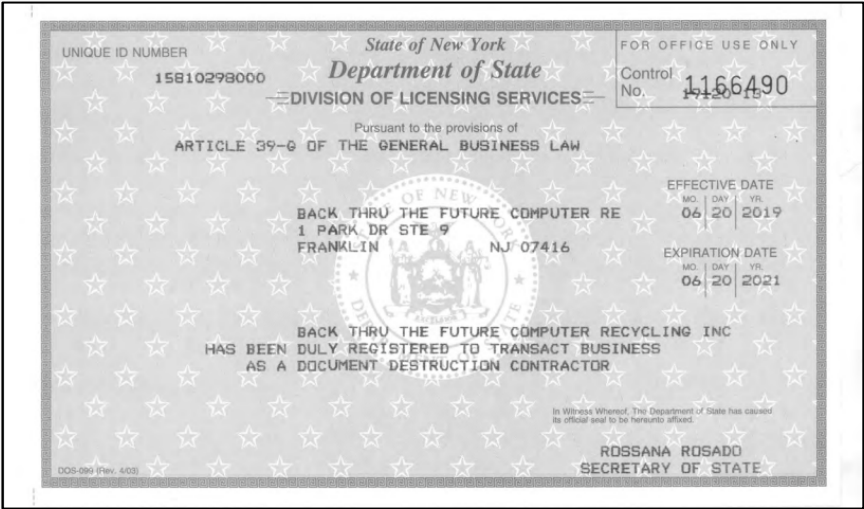 UNIQUE ID NUMBER
15810298000
State of New York
Department of State
DIVISION OF LICENSING SERVICES
FOR OFFICE USE ONLY
Control
No. 1166490
Pursuant to the provisions of
ARTICLE 39-G OF THE GENERAL BUSINESS LAW
EFFECTIVE DATE
MO. DAY YR.
06 20 2019
BACK THRU THE FUTURE COMPUTER RE
1 PARK DR STE 9
FRANKLIN NJ 07416
EXPIRATION DATE
MO. DAY YR.
06 20 2021
BACK THRU THE FUTURE COMPUTER RECYCLING INC
HAS BEEN DULY REGISTERED TO TRANSACT BUSINESS
AS A DOCUMENT DESTRUCTION CONTRACTOR
In Witness Whereof, The Department of State has caused
its official seal to be hereunto affixed.
ROSSANA ROSADO
SECRETARY OF STATE
DOS-099 (Rev. 4/03)